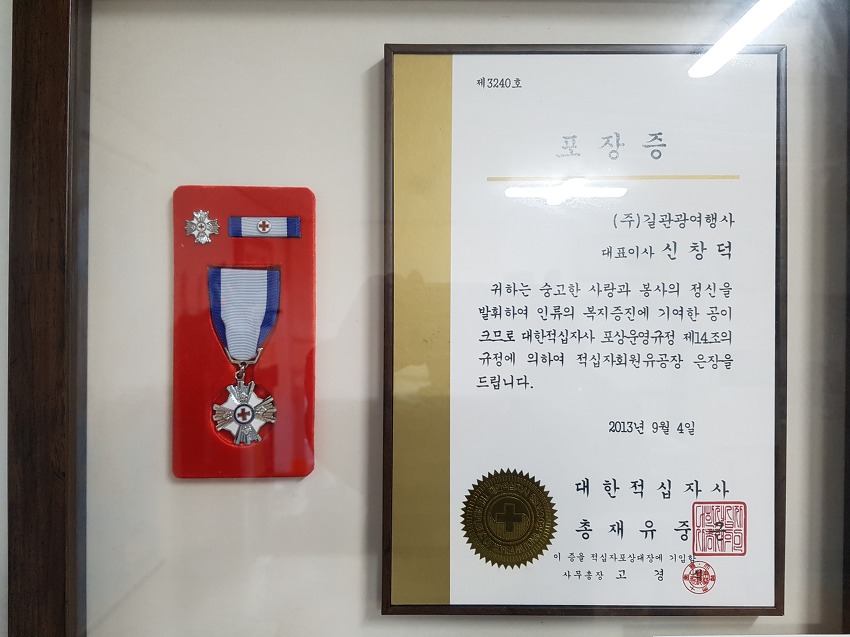 제3240호
포 장 증
(주)길관광여행사
대표이사 신 창 덕
귀하는 숭고한 사랑과 봉사의 정신을
발휘하여 인류의 복지증진에 기여한 공이
크므로 대한적십자사 포상운영규정 제14조의
규정에 의하여 적십자회원유공장 은장을
드립니다.
2013년 9월 4일
대 한 적 십 자 사
총 재 유 중 근
이 증을 적십자포상대장에 기입함
사무총장 고 경